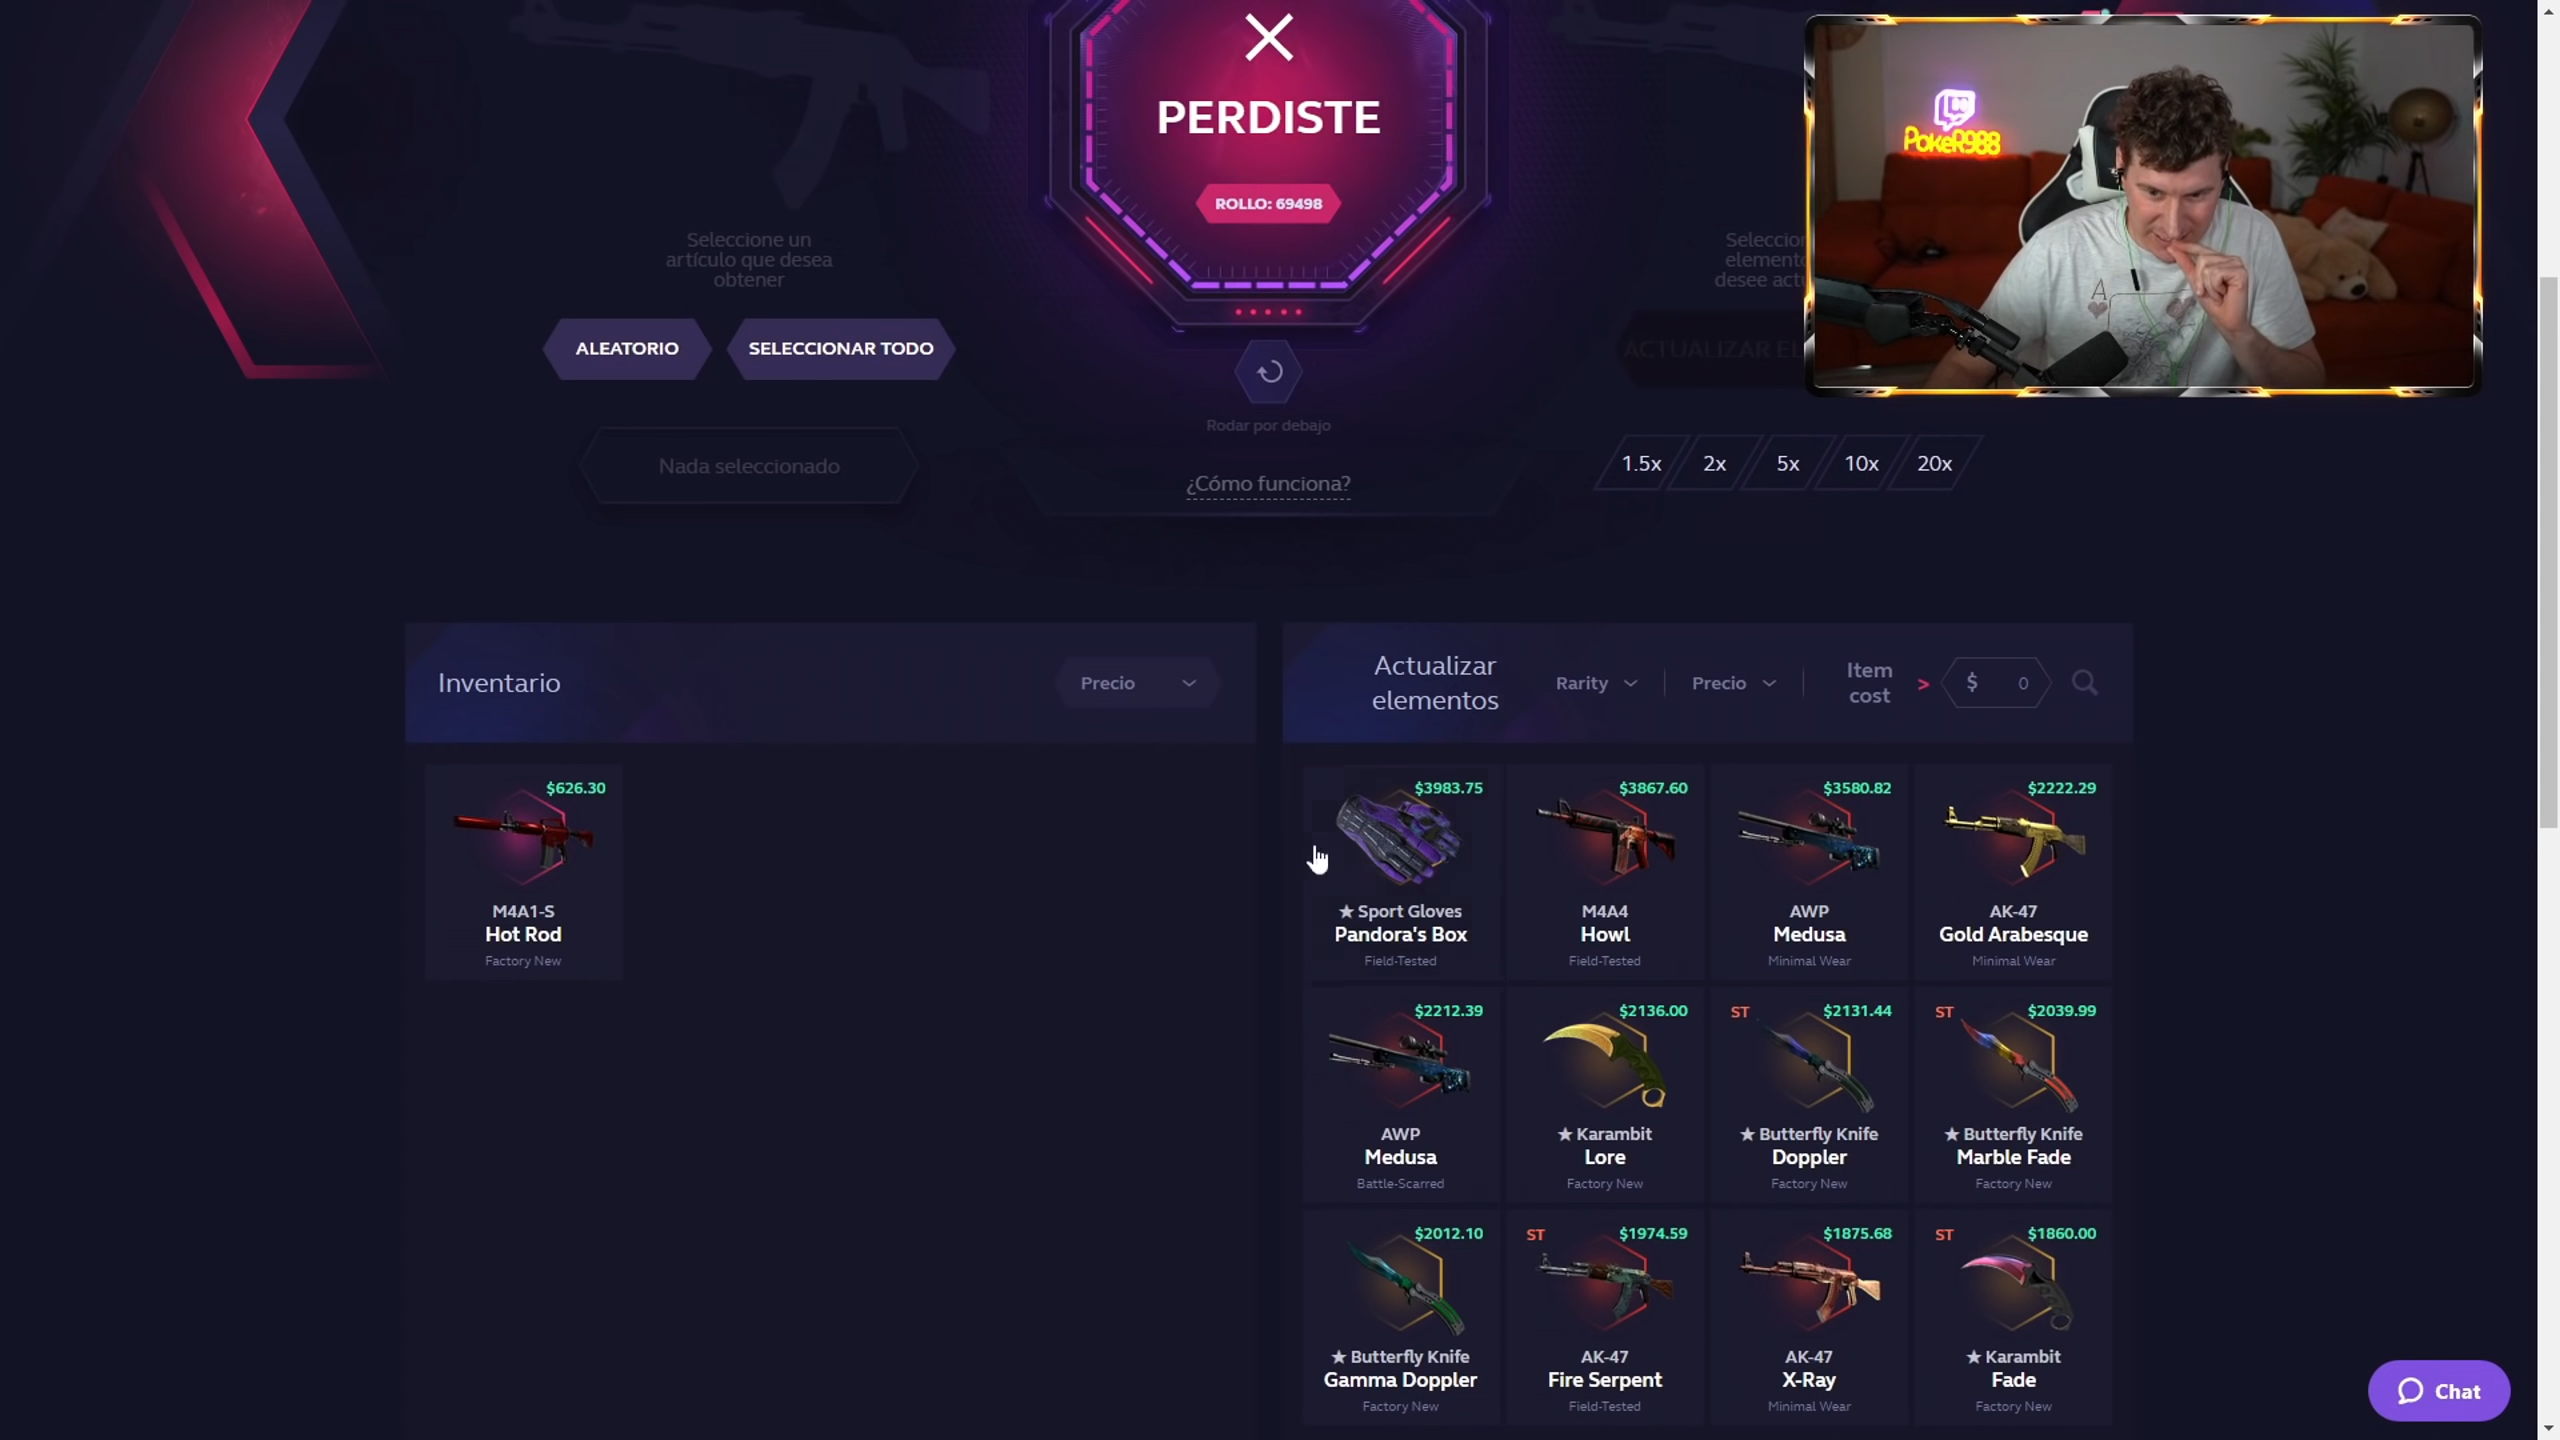 PERDISTE
ROLLO: 69498
PokeR988
A
Seleccione un
artículo que desea
obtener
ALEATORIO
SELECCIONAR TODO
ACTUALIZAR
Rodar por debajo
Nada seleccionado
¿Cómo funciona?
1.5x
2x
5x
10x
20x
Inventario
Precio
Actualizar
elementos
Rarity
Precio
Item
cost
>
$
0
$626.30
M4A1-S
Hot Rod
Factory New
$3983.75
★ Sport Gloves
Pandora's Box
Field-Tested
$3867.60
M4A4
Howl
Field-Tested
$3580.82
AWP
Medusa
Minimal Wear
$2222.29
AK-47
Gold Arabesque
Minimal Wear
$2212.39
AWP
Medusa
Battle-Scarred
$2136.00
★ Karambit
Lore
Factory New
ST
$2131.44
★ Butterfly Knife
Doppler
Factory New
ST
$2039.99
★ Butterfly Knife
Marble Fade
Factory New
$2012.10
★ Butterfly Knife
Gamma Doppler
Factory New
ST
$1974.59
AK-47
Fire Serpent
Field-Tested
$1875.68
AK-47
X-Ray
Minimal Wear
ST
$1860.00
★ Karambit
Fade
Factory New
Chat